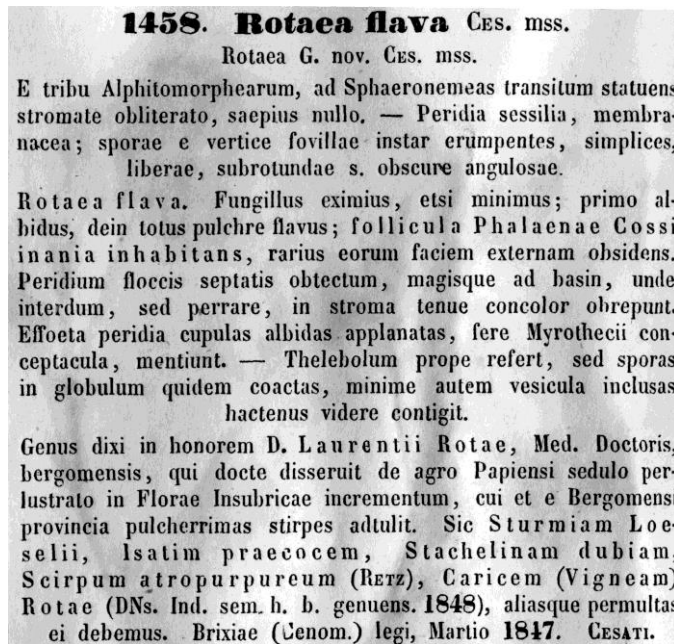 1458. Rotaea flava Ces. mss.
Rotaea G. nov. Ces. mss.
E tribu Alphitomorphearum, ad Sphaeronemeas transitum statuens
stromate obliterato, saepius nullo. — Peridia sessilia, membra-
nacea; sporae e vertice fovillae instar erumpentes, simplices,
liberae, subrotundae s. obscure angulosae.
Rotaea flava. Fungillus eximius, etsi minimus; primo al-
bidus, dein totus pulchre flavus; follicula Phalaenae Cossi
inania inhabitans, rarius eorum faciem externam obsidens.
Peridium floccis septatis obtectum, magisque ad basin, unde
interdum, sed perrare, in stroma tenue concolor obrepunt.
Effoeta peridia cupulas albidas applanatas, fere Myrothecii con-
ceptacula, mentiunt. — Thelebolum prope refert, sed sporas
in globulum quidem coactas, minime autem vesicula inclusas
hactenus videre contigit.
Genus dixi in honorem D. Laurentii Rotae, Med. Doctoris,
bergomensis, qui docte disseruit de agro Papiensi sedulo per-
lustrato in Florae Insubricae incrementum, cui et e Bergomensi
provincia pulcherrimas stirpes adtulit. Sic Sturmiam Loe-
selii, Isatim praecocem, Stachelinam dubiam,
Scirpum atropurpureum (Retz), Caricem (Vigneam)
Rotae (DNs. Ind. sem. h. b. genuens. 1848), aliasque permultas
ei debemus. Brixiae (Cenom.) legi, Martio 1847. Cesati.